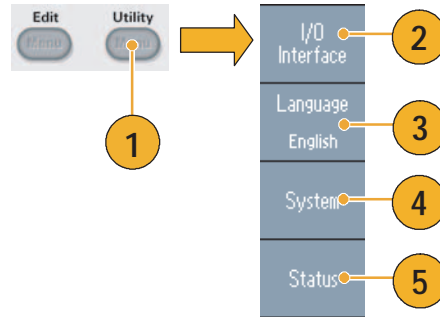 Edit Utility
Menu Menu
1
I/O
Interface
2
Language
English
3
System
4
Status
5